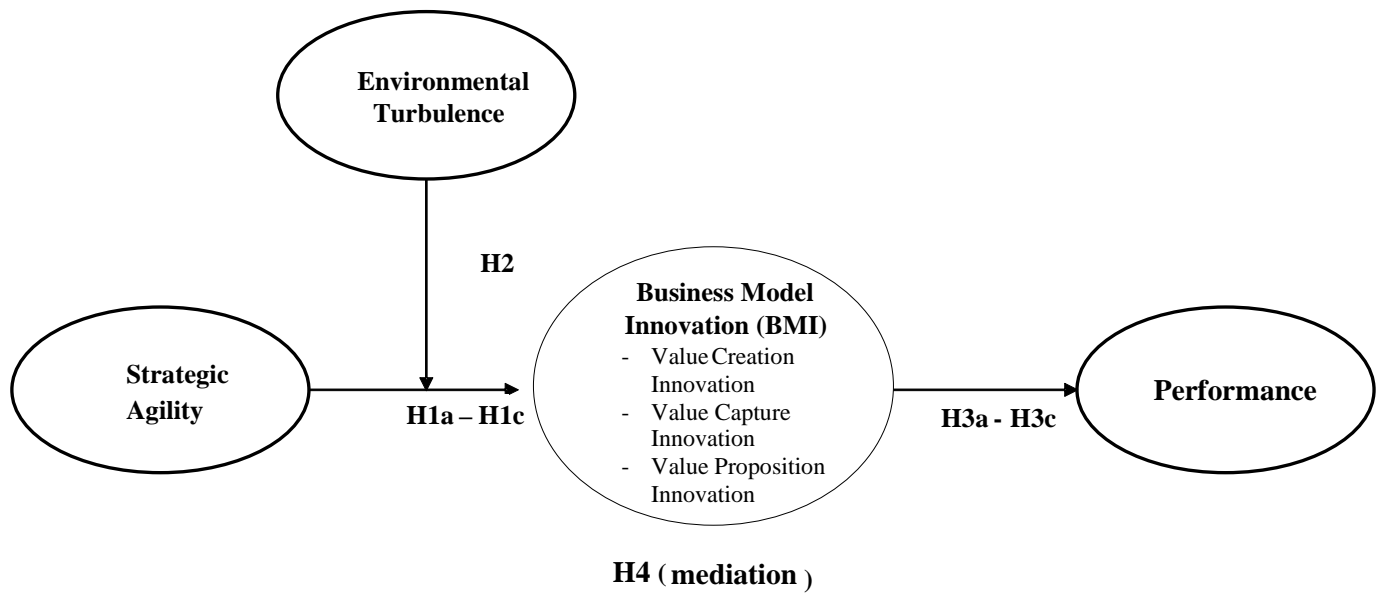 Environmental
Turbulence
H2
Business Model
Innovation (BMI)
- Value Creation
Innovation
- Value Capture
Innovation
- Value Proposition
Innovation
Strategic
Agility
H1a – H1c
H3a - H3c
Performance
H4 ( mediation )